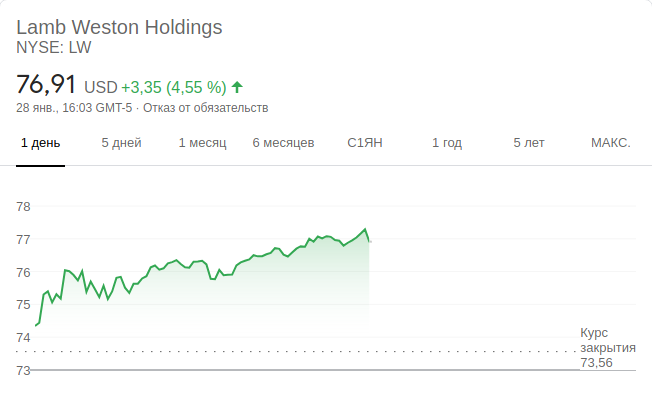 Lamb Weston Holdings
NYSE: LW
76,91 USD +3,35 (4,55 %)
28 янв., 16:03 GMT-5 · Отказ от обязательств
1 день 5 дней 1 месяц 6 месяцев С1ЯН 1 год 5 лет МАКС.
78
77
76
75
74
Курс
закрытия
73,56
73